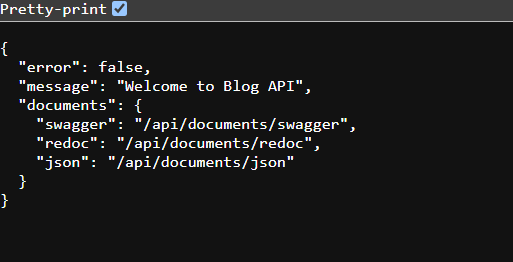 Pretty-print
{
  "error": false,
  "message": "Welcome to Blog API",
  "documents": {
    "swagger": "/api/documents/swagger",
    "redoc": "/api/documents/redoc",
    "json": "/api/documents/json"
  }
}